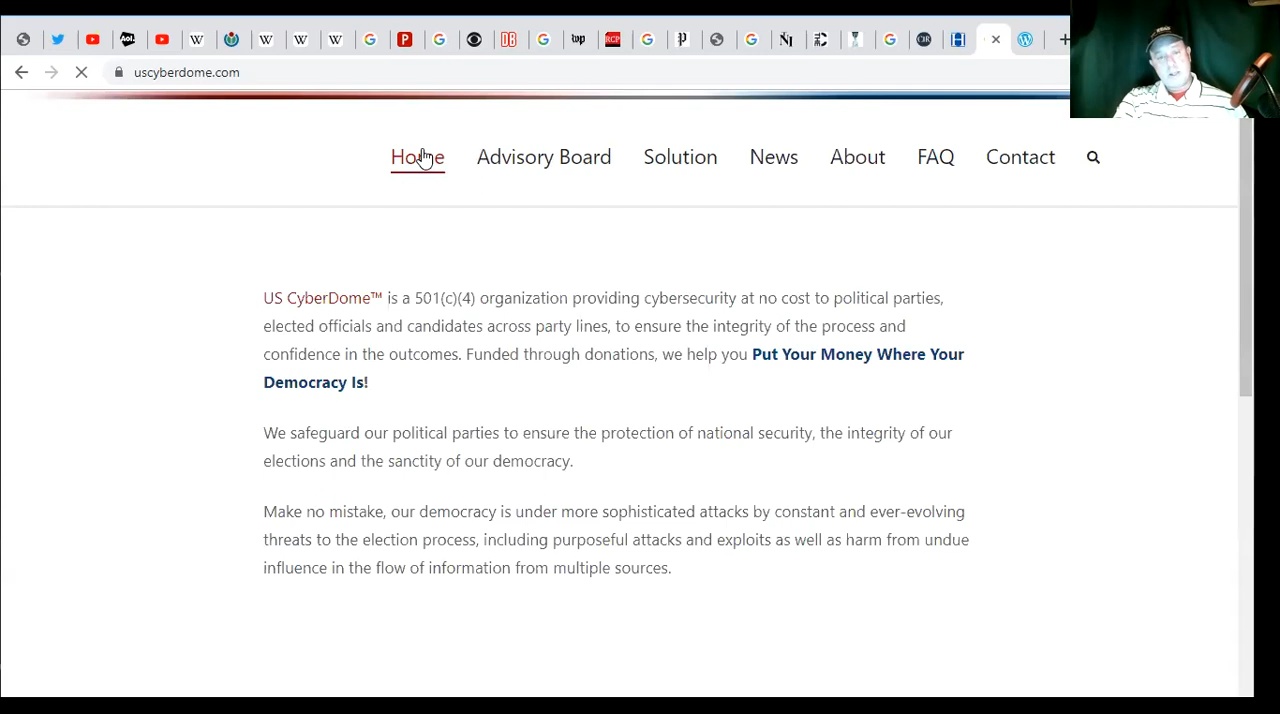 Aol.
W
W
W
W
G
P
G
DB
G
wp
RCP
G
P
G
G
CIR
H
W
uscyberdome.com
Home
Advisory Board
Solution
News
About
FAQ
Contact
US CyberDome™ is a 501(c)(4) organization providing cybersecurity at no cost to political parties,
elected officials and candidates across party lines, to ensure the integrity of the process and
confidence in the outcomes. Funded through donations, we help you Put Your Money Where Your
Democracy Is!
We safeguard our political parties to ensure the protection of national security, the integrity of our
elections and the sanctity of our democracy.
Make no mistake, our democracy is under more sophisticated attacks by constant and ever-evolving
threats to the election process, including purposeful attacks and exploits as well as harm from undue
influence in the flow of information from multiple sources.